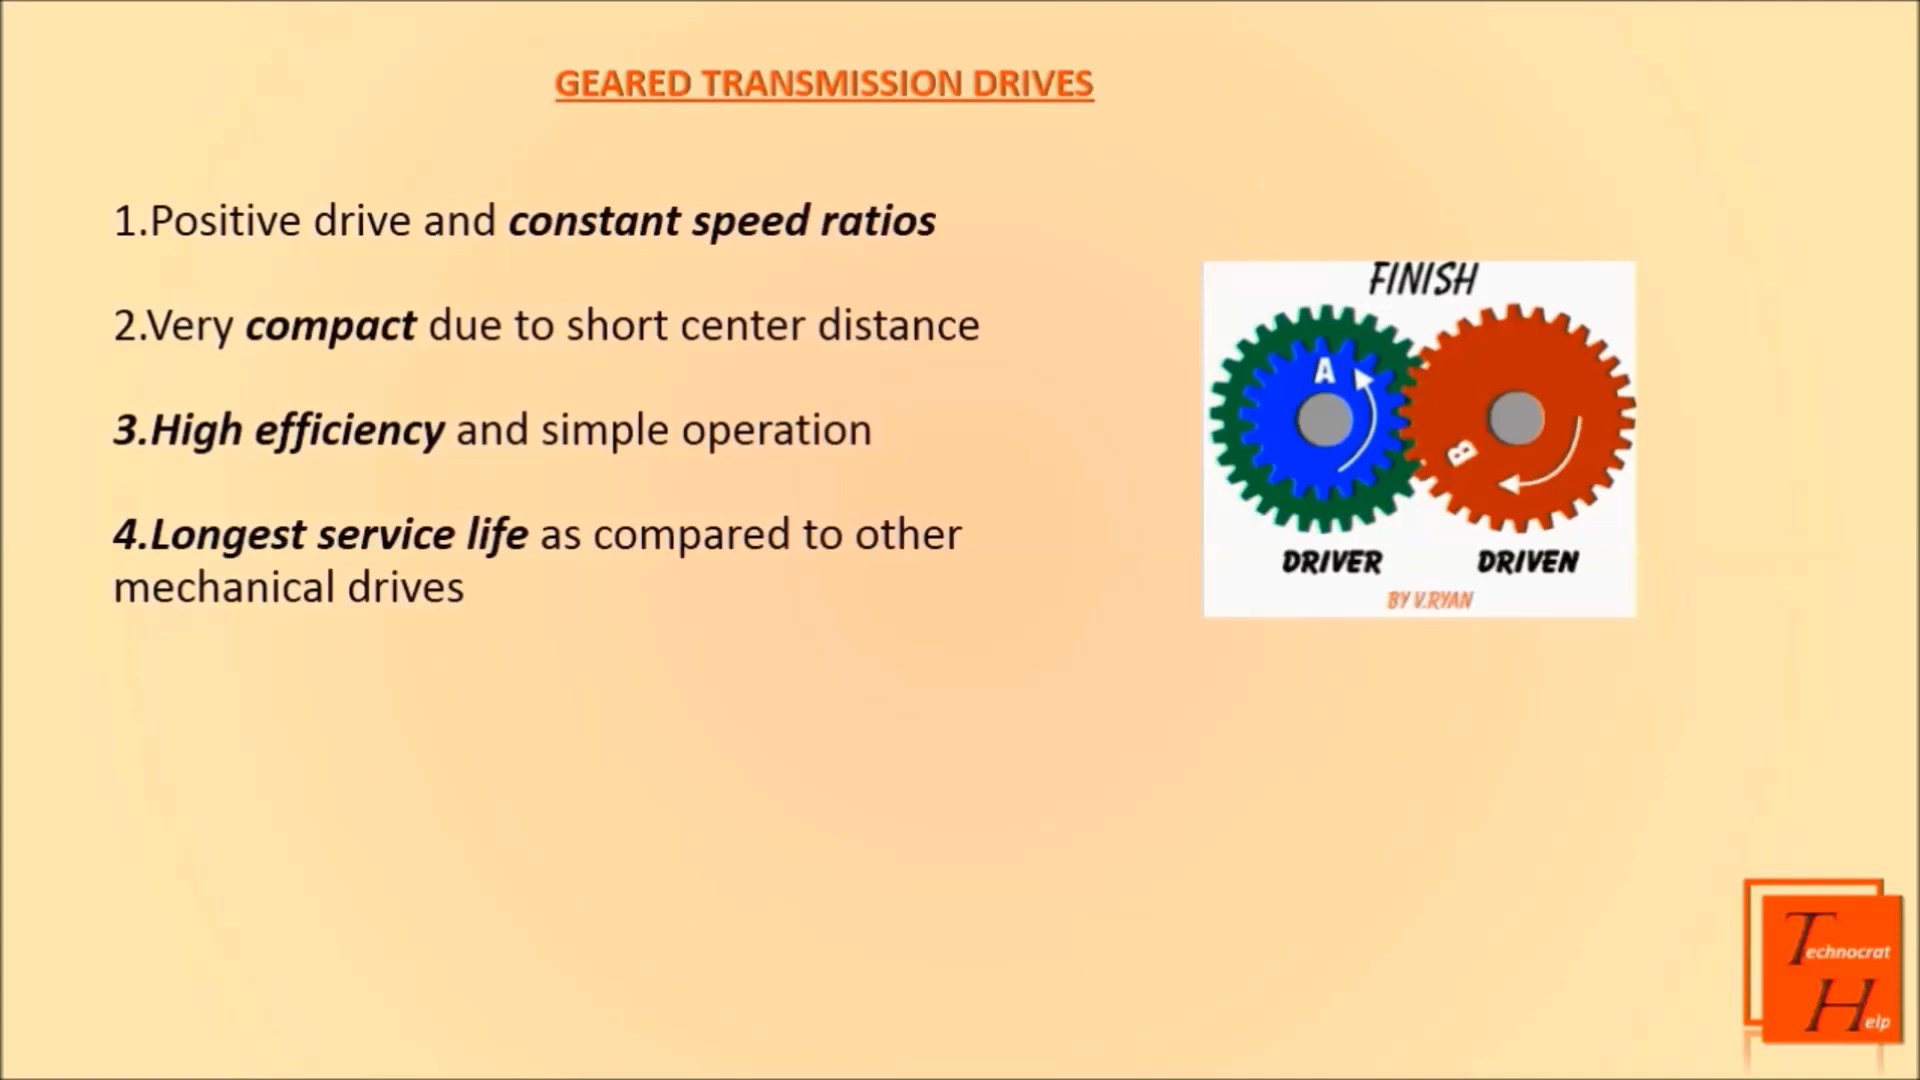 GEARED TRANSMISSION DRIVES
1.Positive drive and constant speed ratios
2.Very compact due to short center distance
3.High efficiency and simple operation
4.Longest service life as compared to other
mechanical drives
FINISH
A
B
DRIVER DRIVEN
BY V.RYAN
Technocrat
Help